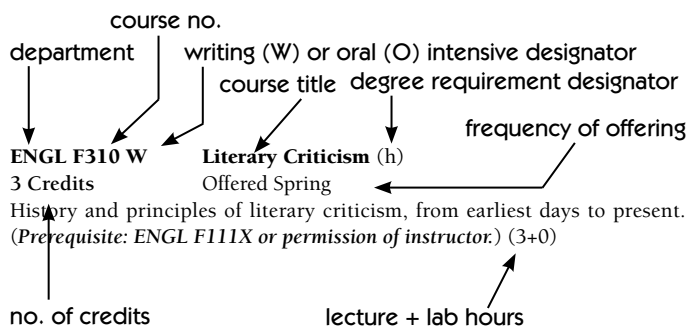 course no.
department writing (W) or oral (O) intensive designator
course title degree requirement designator
frequency of offering
ENGL F310 W Literary Criticism (h)
3 Credits Offered Spring
History and principles of literary criticism, from earliest days to present.
(Prerequisite: ENGL F111X or permission of instructor.) (3+0)
no. of credits lecture + lab hours